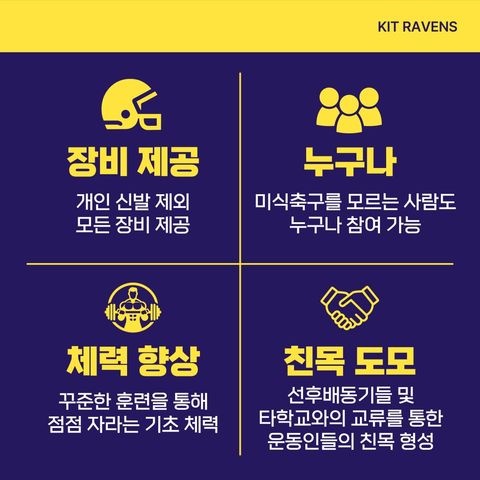 KIT RAVENS
장비 제공
개인 신발 제외
모든 장비 제공
누구나
미식축구를 모르는 사람도
누구나 참여 가능
체력 향상
꾸준한 훈련을 통해
점점 자라는 기초 체력
친목 도모
선후배동기들 및
타학교와의 교류를 통한
운동인들의 친목 형성